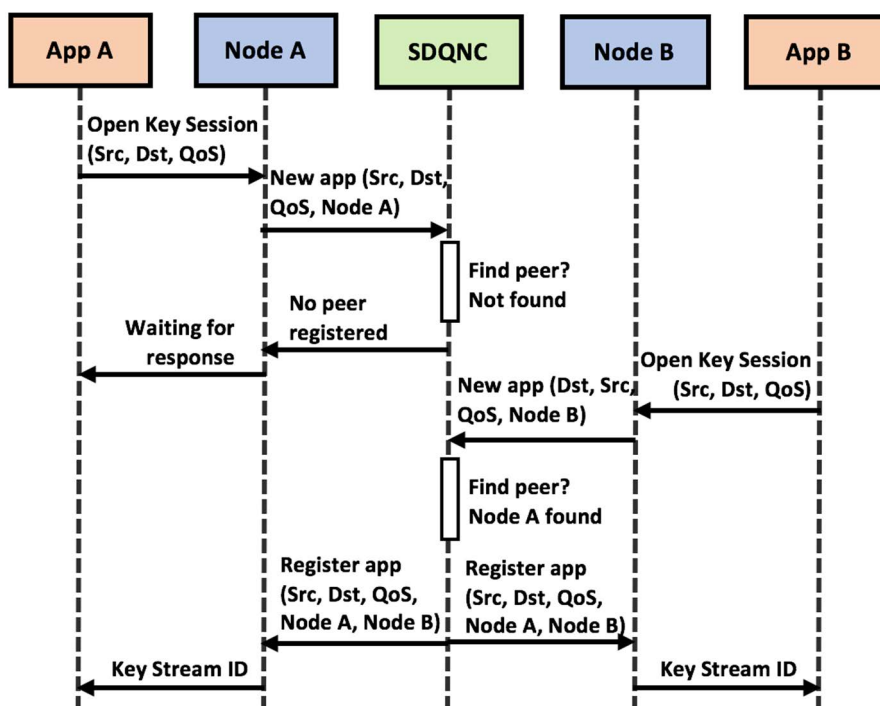 App A
Node A
SDQNC
Node B
App B
Open Key Session
(Src, Dst, QoS)
New app (Src, Dst,
QoS, Node A)
Find peer?
Not found
No peer
registered
Waiting for
response
Open Key Session
(Src, Dst, QoS)
New app (Dst, Src,
QoS, Node B)
Find peer?
Node A found
Register app
(Src, Dst, QoS,
Node A, Node B)
Register app
(Src, Dst, QoS,
Node A, Node B)
Key Stream ID
Key Stream ID